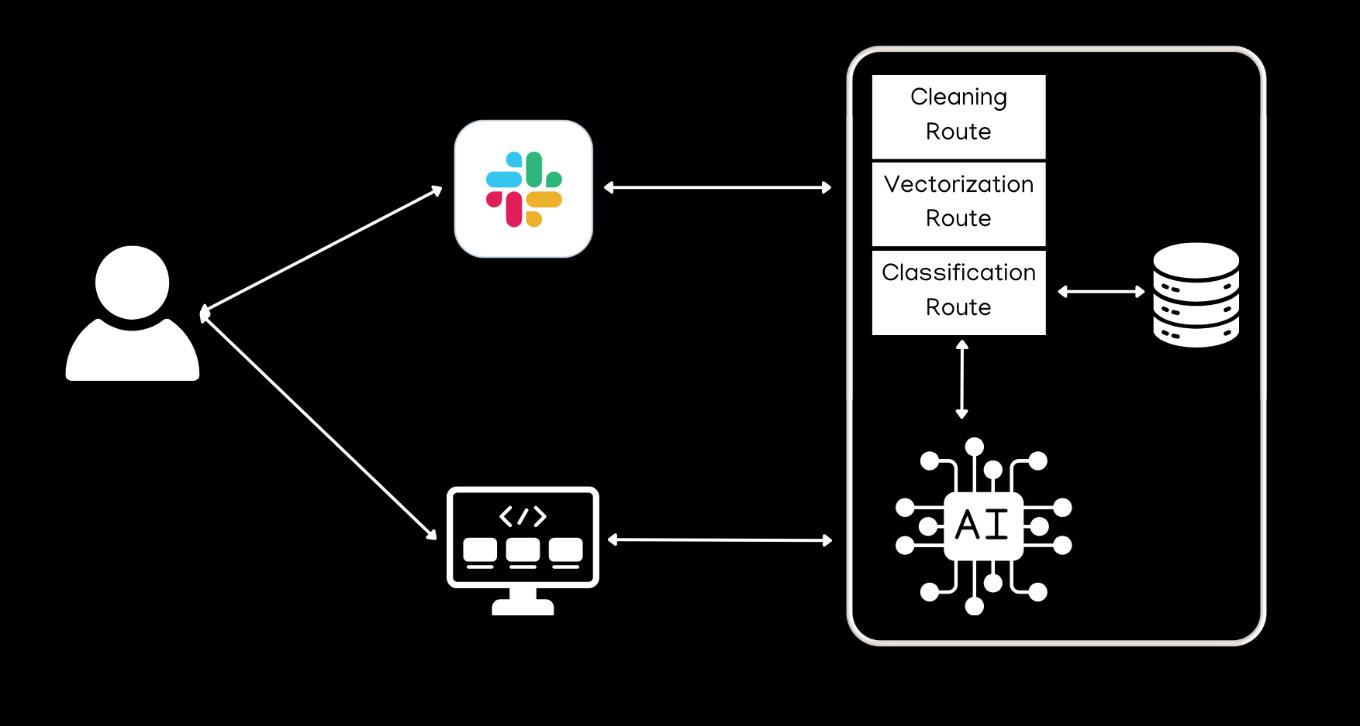 Cleaning
Route
Vectorization
Route
Classification
Route
</>
AI